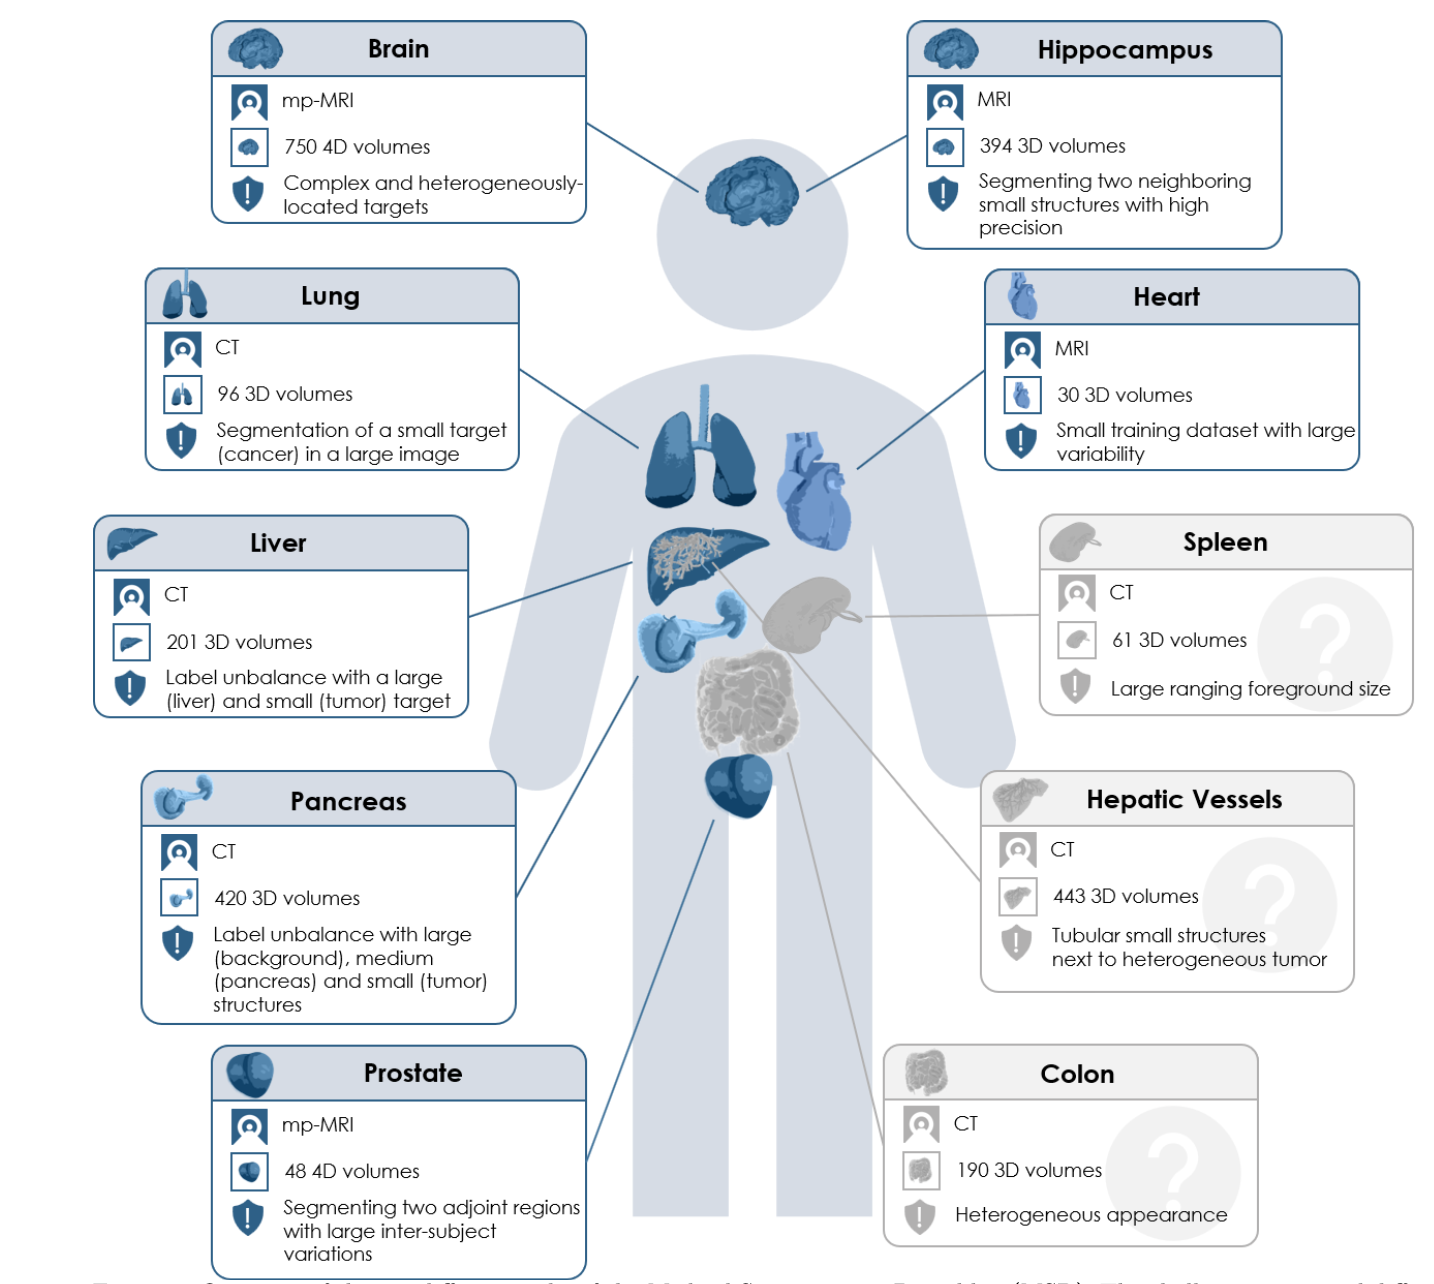 Brain
mp-MRI
750 4D volumes
Complex and heterogeneously-
located targets
Hippocampus
MRI
394 3D volumes
Segmenting two neighboring
small structures with high
precision
Lung
CT
96 3D volumes
Segmentation of a small target
(cancer) in a large image
Heart
MRI
30 3D volumes
Small training dataset with large
variability
Liver
CT
201 3D volumes
Label unbalance with a large
(liver) and small (tumor) target
Spleen
CT
61 3D volumes
Large ranging foreground size
?
Pancreas
CT
420 3D volumes
Label unbalance with large
(background), medium
(pancreas) and small (tumor)
structures
Hepatic Vessels
CT
443 3D volumes
Tubular small structures
next to heterogeneous tumor
?
Prostate
mp-MRI
48 4D volumes
Segmenting two adjoint regions
with large inter-subject
variations
Colon
CT
190 3D volumes
Heterogeneous appearance
?